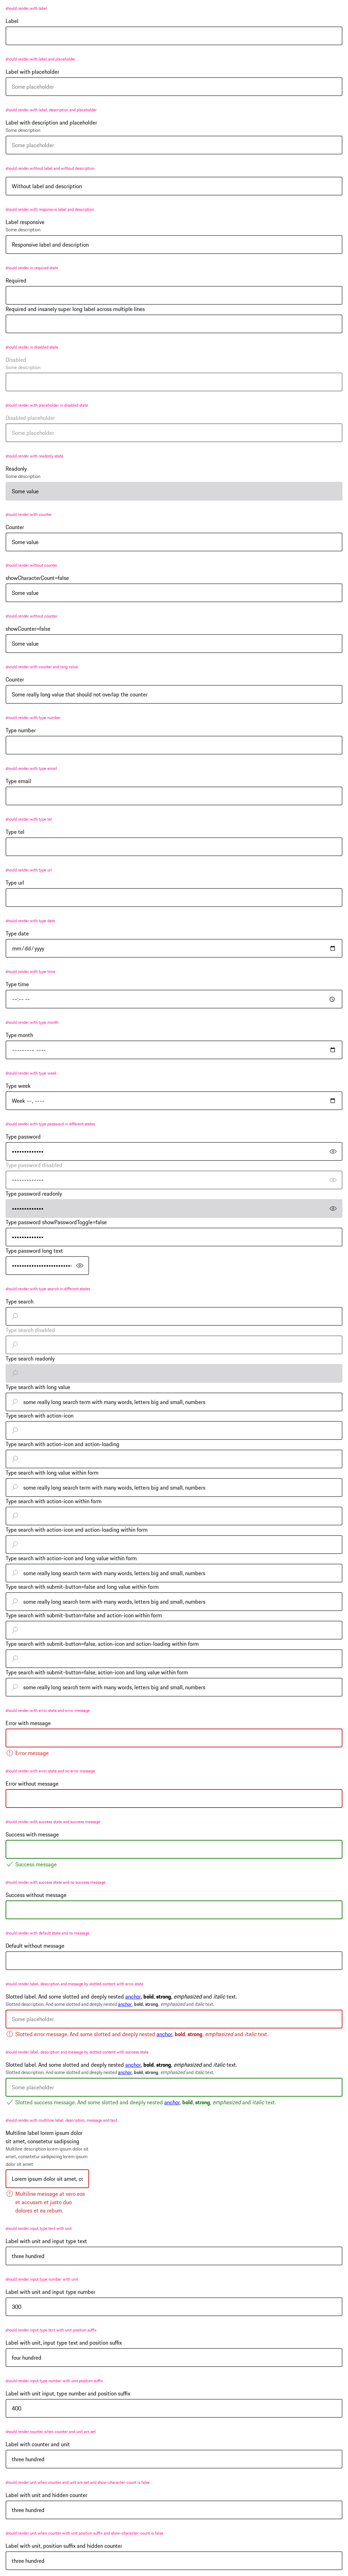 should render with label
Label
should render with label and placeholder
Label with placeholder
Some placeholder
should render with label, description and placeholder
Label with description and placeholder
Some description
Some placeholder
should render without label and without description
Without label and description
should render with responsive label and description
Label responsive
Some description
Responsive label and description
should render in required state
Required
Required and insanely super long label across multiple lines
should render in disabled state
Disabled
Some description
should render with placeholder in disabled state
Disabled placeholder
Some placeholder
should render with readonly state
Readonly
Some description
Some value
should render with counter
Counter
Some value
should render without counter
showCharacterCount=false
Some value
should render without counter
showCounter=false
Some value
should render with counter and long value
Counter
Some really long value that should not overlap the counter
should render with type number
Type number
should render with type email
Type email
should render with type tel
Type tel
should render with type url
Type url
should render with type date
Type date
mm/dd/yyyy
should render with type time
Type time
--:-- --
should render with type month
Type month
--------- ----
should render with type week
Type week
Week --, ----
should render with type password in different states
Type password
•••••••••••••
Type password disabled
•••••••••••••
Type password readonly
•••••••••••••
Type password showPasswordToggle=false
•••••••••••••
Type password long text
••••••••••••••••••••••••••
should render with type search in different states
Type search
Type search disabled
Type search readonly
Type search with long value
some really long search term with many words, letters big and small, numbers
Type search with action-icon
Type search with action-icon and action-loading
Type search with long value within form
some really long search term with many words, letters big and small, numbers
Type search with action-icon within form
Type search with action-icon and action-loading within form
Type search with action-icon and long value within form
some really long search term with many words, letters big and small, numbers
Type search with submit-button=false and long value within form
some really long search term with many words, letters big and small, numbers
Type search with submit-button=false and action-icon within form
Type search with submit-button=false, action-icon and action-loading within form
Type search with submit-button=false, action-icon and long value within form
some really long search term with many words, letters big and small, numbers
should render with error state and error message
Error with message
Error message
should render with error state and no error message
Error without message
should render with success state and success message
Success with message
Success message
should render with success state and no success message
Success without message
should render with default state and no message
Default without message
should render label, description and message by slotted content with error state
Slotted label. And some slotted and deeply nested anchor, bold, strong, emphasized and italic text.
Slotted description. And some slotted and deeply nested anchor, bold, strong, emphasized and italic text.
Some placeholder
Slotted error message. And some slotted and deeply nested anchor, bold, strong, emphasized and italic text.
should render label, description and message by slotted content with success state
Slotted label. And some slotted and deeply nested anchor, bold, strong, emphasized and italic text.
Slotted description. And some slotted and deeply nested anchor, bold, strong, emphasized and italic text.
Some placeholder
Slotted success message. And some slotted and deeply nested anchor, bold, strong, emphasized and italic text.
should render with multiline label, description, message and text
Multiline label lorem ipsum dolor
sit amet, consetetur sadipscing
Multiline description lorem ipsum dolor sit
amet, consetetur sadipscing lorem ipsum
dolor sit amet
Lorem ipsum dolor sit amet, co
Multiline message at vero eos
et accusam et justo duo
dolores et ea rebum.
should render input type text with unit
Label with unit and input type text
three hundred
should render input type number with unit
Label with unit and input type number
300
should render input type text with unit position suffix
Label with unit, input type text and position suffix
four hundred
should render input type number with unit position suffix
Label with unit input, type number and position suffix
400
should render counter when counter and unit are set
Label with counter and unit
three hundred
should render unit when counter and unit are set and show-character-count is false
Label with unit and hidden counter
three hundred
should render unit when counter with unit position suffix and show-character-count is false
Label with unit, position suffix and hidden counter
three hundred